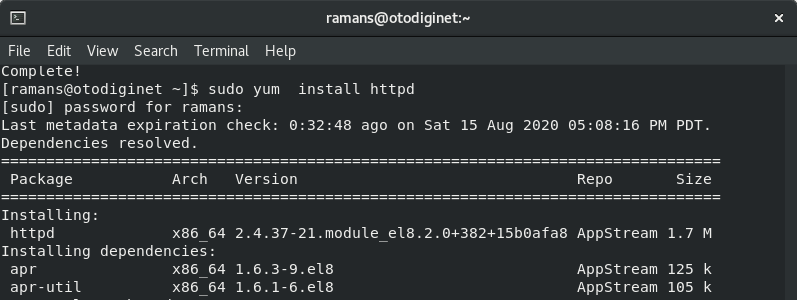 ramans@otodiginet:~
File Edit View Search Terminal Help
Complete!
[ramans@otodiginet ~]$ sudo yum  install httpd
[sudo] password for ramans:
Last metadata expiration check: 0:32:48 ago on Sat 15 Aug 2020 05:08:16 PM PDT.
Dependencies resolved.
================================================================================
 Package           Arch   Version                               Repo       Size
================================================================================
Installing:
 httpd             x86_64 2.4.37-21.module_el8.2.0+382+15b0afa8 AppStream 1.7 M
Installing dependencies:
 apr               x86_64 1.6.3-9.el8                           AppStream 125 k
 apr-util          x86_64 1.6.1-6.el8                           AppStream 105 k